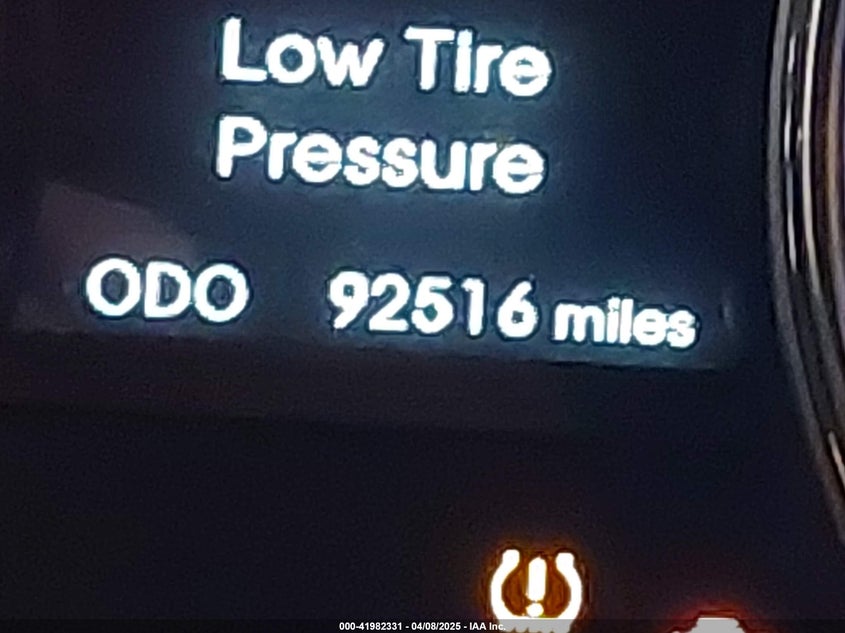 Low Tire
Pressure
ODO 92516 miles
000-41982331 - 04/08/2025 - IAA Inc.